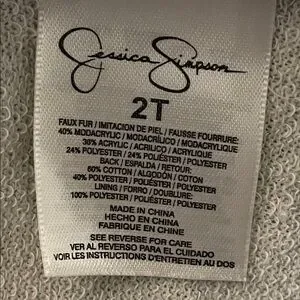 Jessica Simpson
2T
FAUX FUR / IMITACION DE PIEL / FAUSSE FOURRURE:
40% MODACRYLIC / MODACRÍLICO / MODACRYLIQUE
36% ACRYLIC / ACRILICO / ACRYLIQUE
24% POLYESTER / 24% POLIÉSTER / POLYESTER
BACK / ESPALDA / RETOUR:
60% COTTON / ALGODÓN / COTON
40% POLYESTER / POLIÉSTER / POLYESTER
LINING / FORRO / DOUBLURE:
100% POLYESTER / POLIÉSTER / POLYESTER
MADE IN CHINA
HECHO EN CHINA
FABRIQUE EN CHINE
SEE REVERSE FOR CARE
VER AL REVERSO PARA EL CUIDADO
VOIR LES INSTRUCTIONS D'ENTRETIEN AU DOS